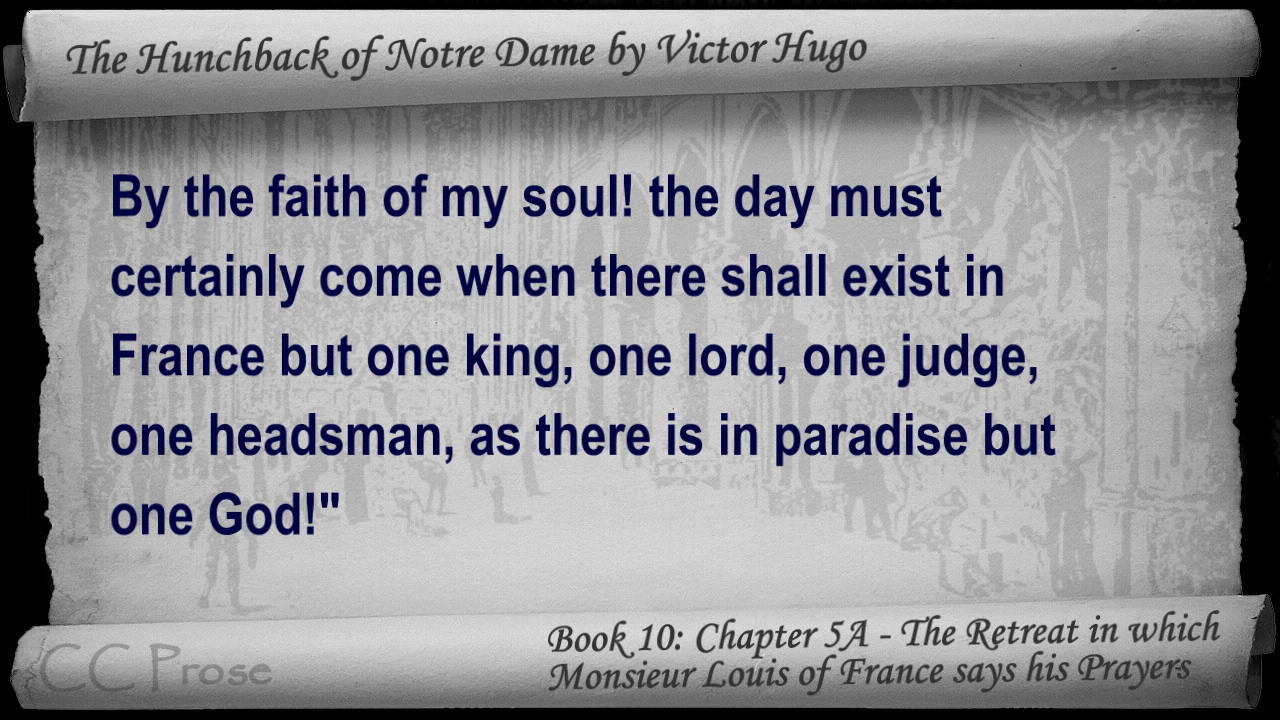 The Hunchback of Notre Dame by Victor Hugo
By the faith of my soul! the day must
certainly come when there shall exist in
France but one king, one lord, one judge,
one headsman, as there is in paradise but
one God!"
CC Prose
Book 10: Chapter 5A - The Retreat in which
Monsieur Louis of France says his Prayers